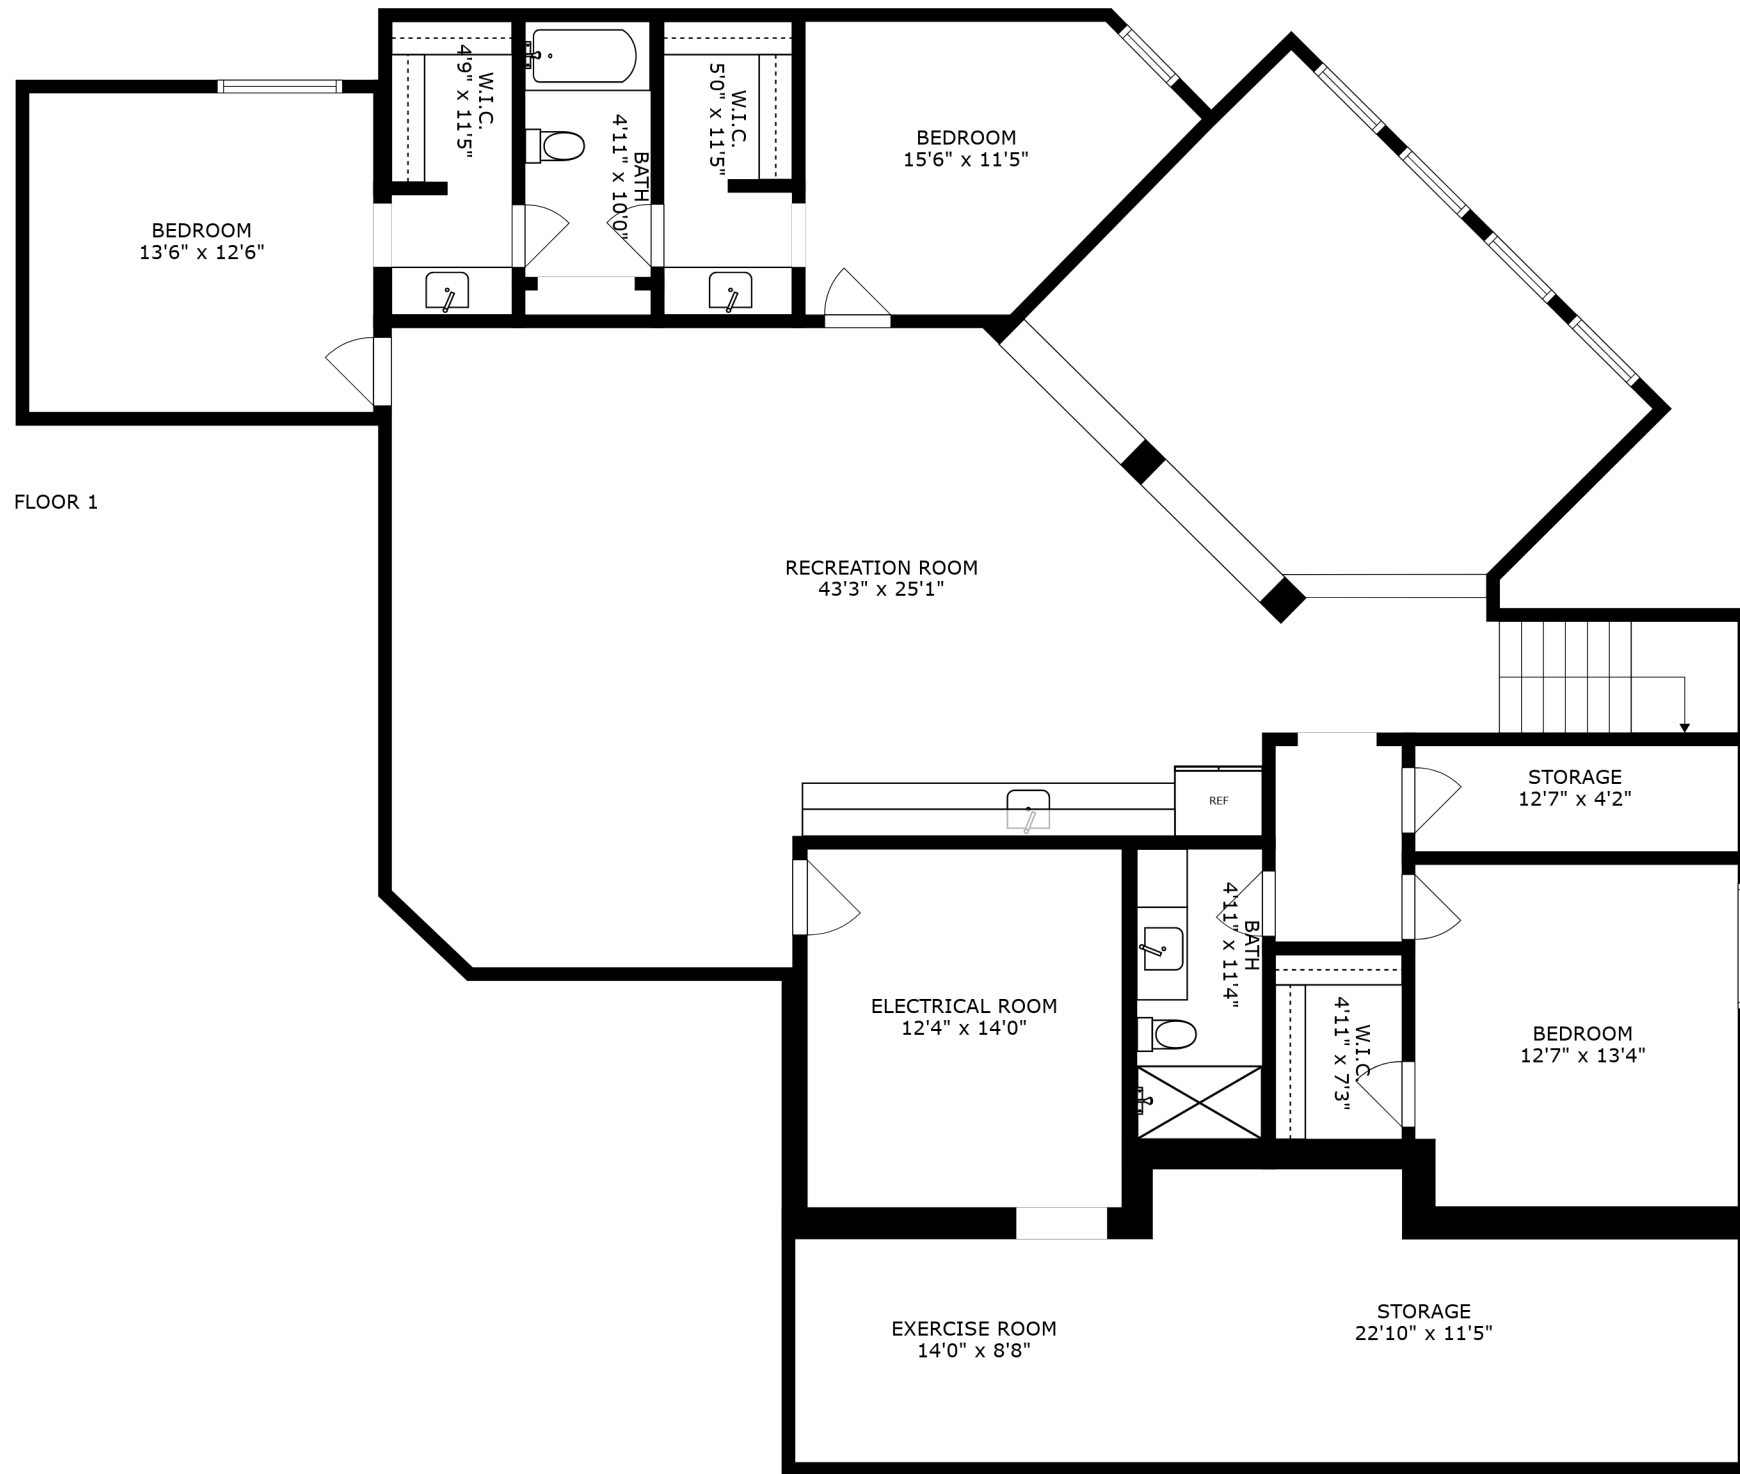 W.I.C.
4'9" x 11'5"
BATH
4'11" x 10'0"
W.I.C.
5'0" x 11'5"
BEDROOM
15'6" x 11'5"
BEDROOM
13'6" x 12'6"
FLOOR 1
RECREATION ROOM
43'3" x 25'1"
REF
STORAGE
12'7" x 4'2"
BATH
4'11" x 11'4"
ELECTRICAL ROOM
12'4" x 14'0"
W.I.C.
4'11" x 7'3"
BEDROOM
12'7" x 13'4"
EXERCISE ROOM
14'0" x 8'8"
STORAGE
22'10" x 11'5"